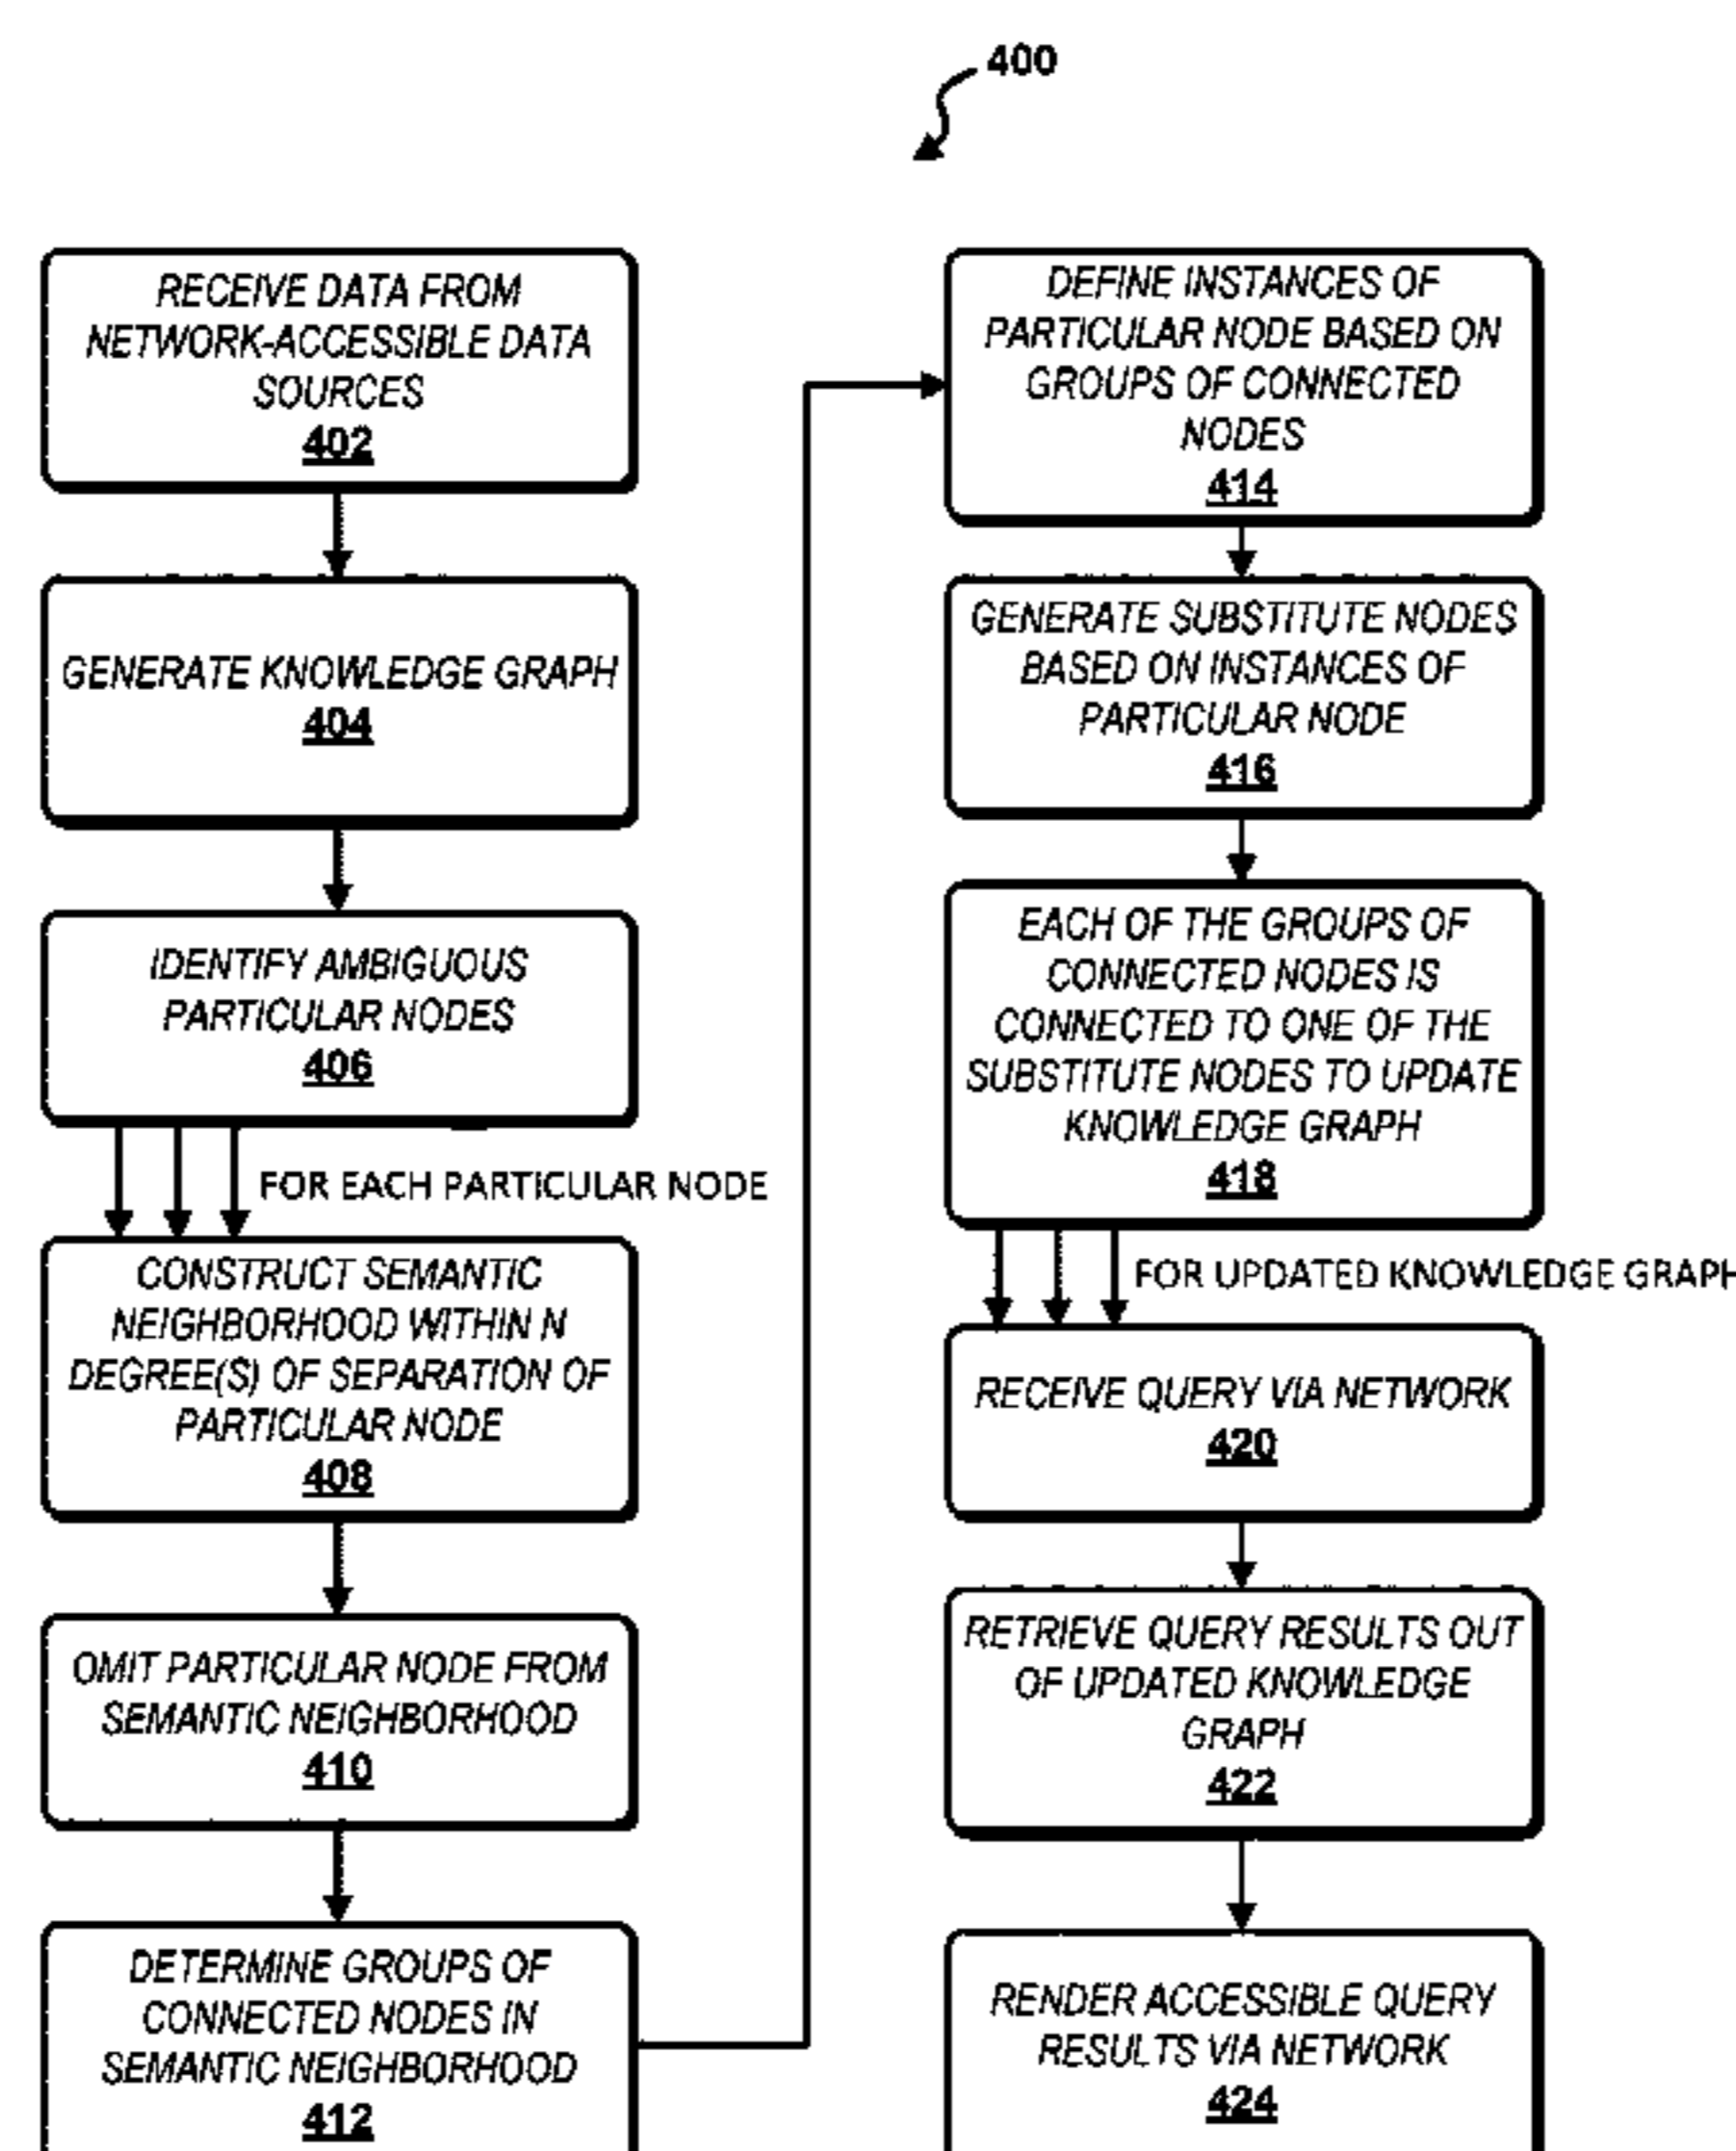 400
RECEIVE DATA FROM
NETWORK-ACCESSIBLE DATA
SOURCES
402
GENERATE KNOWLEDGE GRAPH
404
IDENTIFY AMBIGUOUS
PARTICULAR NODES
406
FOR EACH PARTICULAR NODE
CONSTRUCT SEMANTIC
NEIGHBORHOOD WITHIN N
DEGREE(S) OF SEPARATION OF
PARTICULAR NODE
408
OMIT PARTICULAR NODE FROM
SEMANTIC NEIGHBORHOOD
410
DETERMINE GROUPS OF
CONNECTED NODES IN
SEMANTIC NEIGHBORHOOD
412
DEFINE INSTANCES OF
PARTICULAR NODE BASED ON
GROUPS OF CONNECTED
NODES
414
GENERATE SUBSTITUTE NODES
BASED ON INSTANCES OF
PARTICULAR NODE
416
EACH OF THE GROUPS OF
CONNECTED NODES IS
CONNECTED TO ONE OF THE
SUBSTITUTE NODES TO UPDATE
KNOWLEDGE GRAPH
418
FOR UPDATED KNOWLEDGE GRAPH
RECEIVE QUERY VIA NETWORK
420
RETRIEVE QUERY RESULTS OUT
OF UPDATED KNOWLEDGE
GRAPH
422
RENDER ACCESSIBLE QUERY
RESULTS VIA NETWORK
424